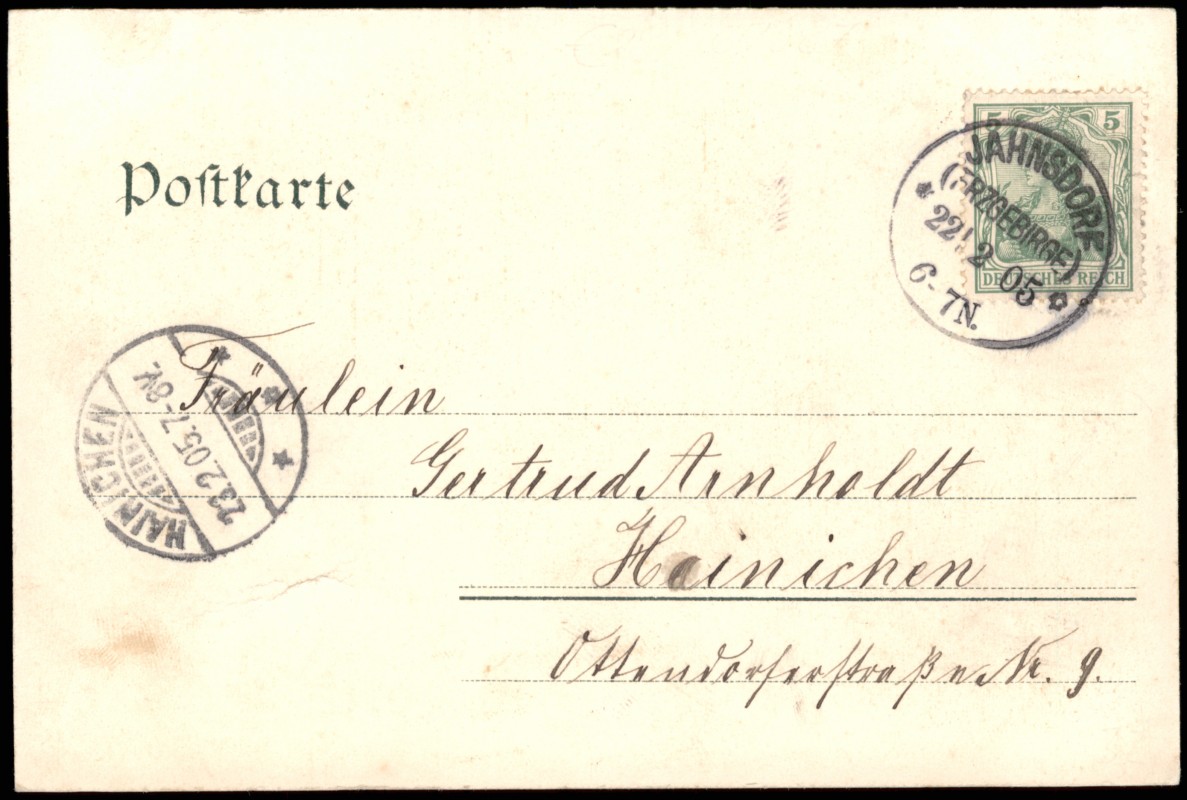 Postkarte
5 5
DEUTSCHES REICH
JAHNSDORF
(ERZGEBIRGE)
22.2.05
6-7N.
HAINICHEN
23.2.05.7-8V.
Fräulein
Gertrud Arnholdt
Hainichen
Ottendorferstraße Nr. 9.